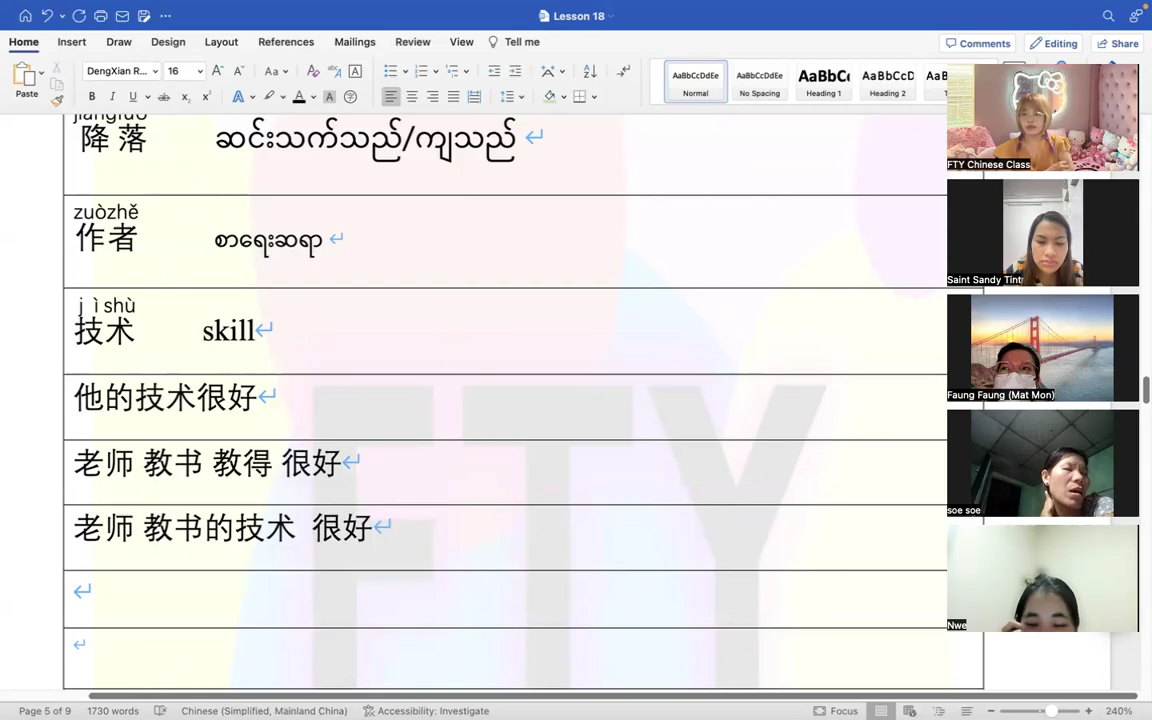 Lesson 18
Home Insert Draw Design Layout References Mailings Review View Tell me
Comments Editing Share
Paste
DengXian R... 16
AaBbCcDdEe AaBbCcDdEe AaBbC AaBbCcD AaB
Normal No Spacing Heading 1 Heading 2
jiàngluò
降 落 ဆင်းသက်သည်/ကျသည်
zuòzhě
作者 စာရေးဆရာ
jìshù
技术 skill
他的技术很好
老师 教书 教得 很好
老师 教书的技术 很好
FTY
FTY Chinese Class
Saint Sandy Tint
Faung Faung (Mat Mon)
soe soe
Nwe
Page 5 of 9 1730 words Chinese (Simplified, Mainland China) Accessibility: Investigate Focus 240%